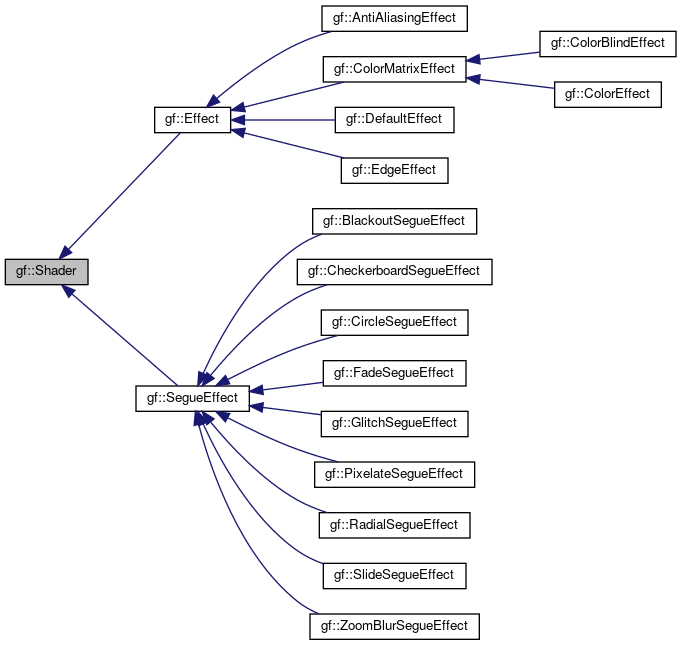 gf::AntiAliasingEffect
gf::ColorBlindEffect
gf::ColorMatrixEffect
gf::ColorEffect
gf::Effect
gf::DefaultEffect
gf::EdgeEffect
gf::BlackoutSegueEffect
gf::Shader
gf::CheckerboardSegueEffect
gf::CircleSegueEffect
gf::FadeSegueEffect
gf::SegueEffect
gf::GlitchSegueEffect
gf::PixelateSegueEffect
gf::RadialSegueEffect
gf::SlideSegueEffect
gf::ZoomBlurSegueEffect